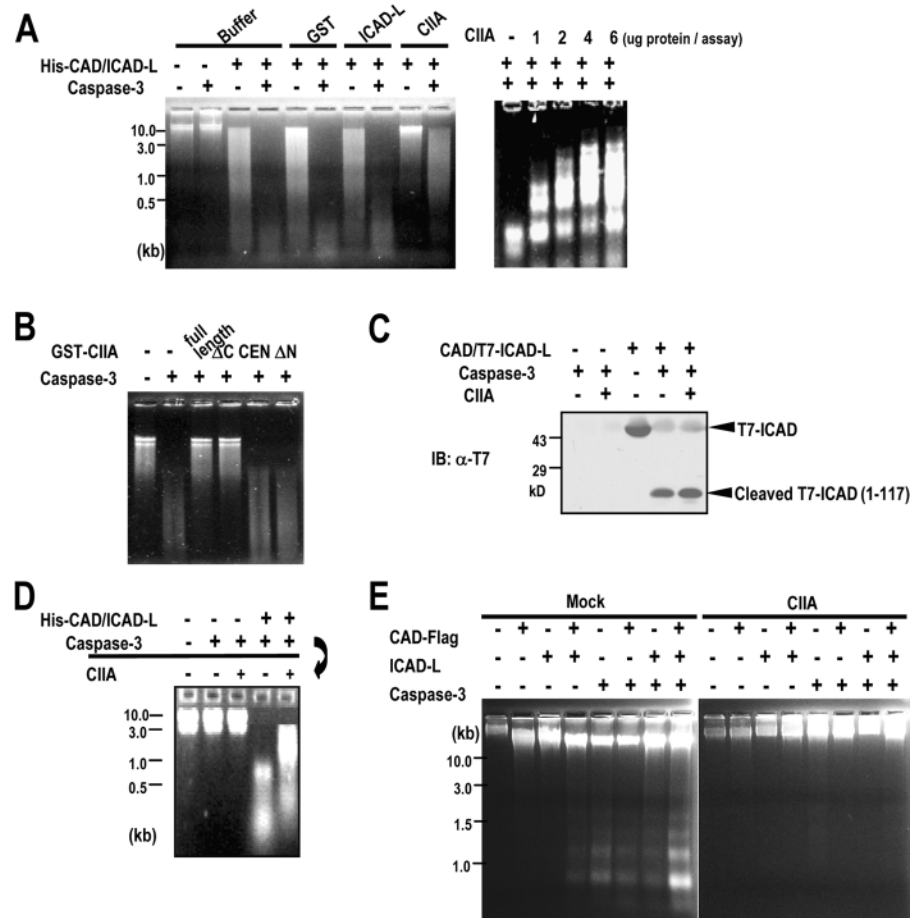 A
Buffer GST ICAD-L CIIA
His-CAD/ICAD-L - - + + + + + + + +
Caspase-3 - + - + - + - + - +
10.0
3.0
1.0
0.5
(kb)
CIIA - 1 2 4 6 (ug protein / assay)
+ + + + +
+ + + + +
B
GST-CIIA - - full length ΔC CEN ΔN
Caspase-3 - + + + + +
C
CAD/T7-ICAD-L - - + + +
Caspase-3 + + - + +
CIIA - + - - +
IB: α-T7
43
29
kD
T7-ICAD
Cleaved T7-ICAD (1-117)
D
His-CAD/ICAD-L - - - + +
Caspase-3 - + + + +
CIIA - - + - +
10.0
3.0
1.0
0.5
(kb)
E
Mock CIIA
CAD-Flag - + - + - + - + - + - + - + - +
ICAD-L - - + + - - + + - - + + - - + +
Caspase-3 - - - - + + + + - - - - + + + +
(kb)
10.0
3.0
1.5
1.0